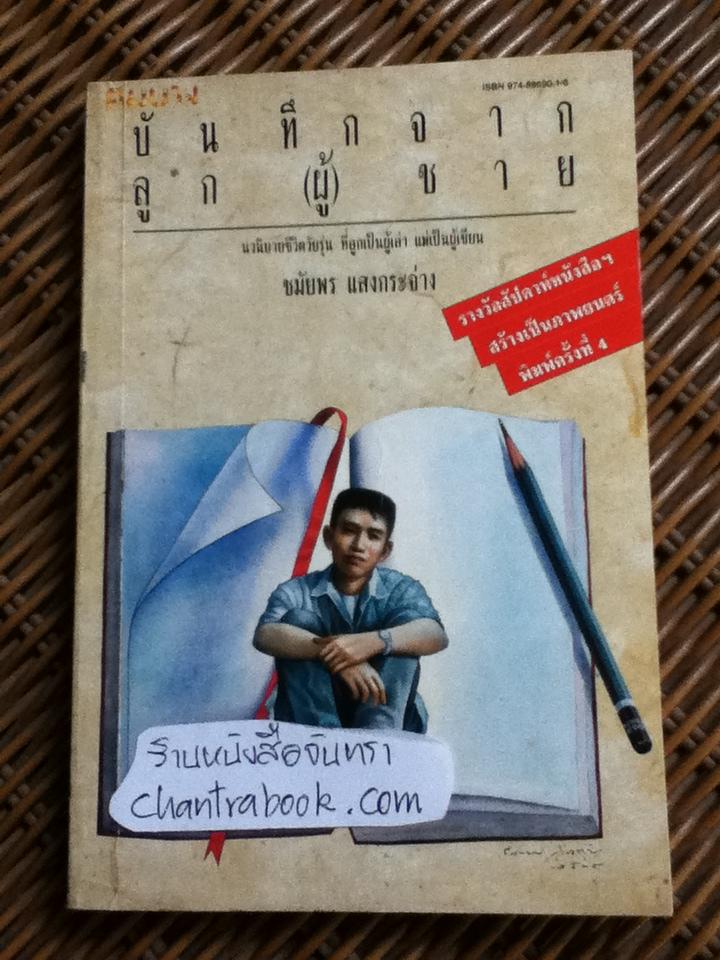 ISBN 974-88690-1-6
บันทึกจาก
ลูก(ผู้)ชาย
นวนิยายชีวิตวัยรุ่น ที่ลูกเป็นผู้เล่า แม่เป็นผู้เขียน
ชมัยพร แสงกระจ่าง
รางวัลสัปดาห์หนังสือฯ
สร้างเป็นภาพยนตร์
พิมพ์ครั้งที่ 4
ร้านหนังสือจันทรา
chantrabook.com